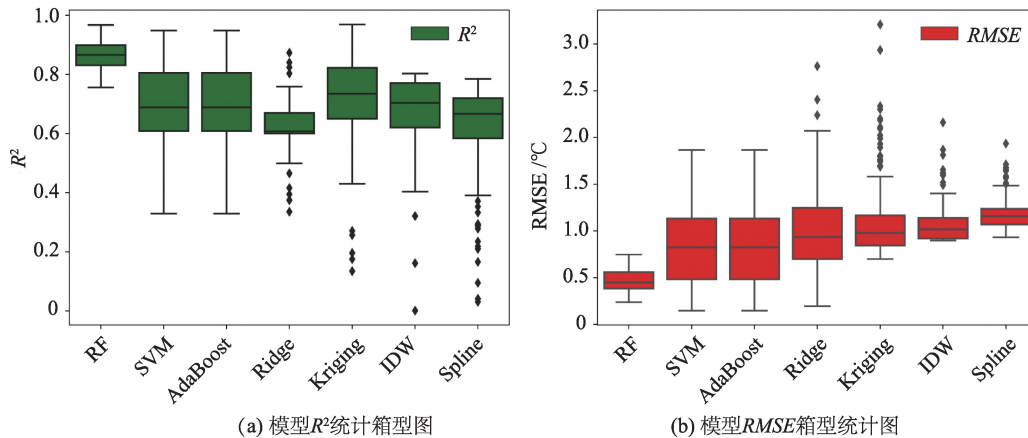 1.0
0.8
0.6
0.4
0.2
0
R²
R²
RF
SVM
AdaBoost
Ridge
Kriging
IDW
Spline
(a) 模型R²统计箱型图
3.0
2.5
2.0
1.5
1.0
0.5
0
RMSE /℃
RMSE
RF
SVM
AdaBoost
Ridge
Kriging
IDW
Spline
(b) 模型RMSE箱型统计图